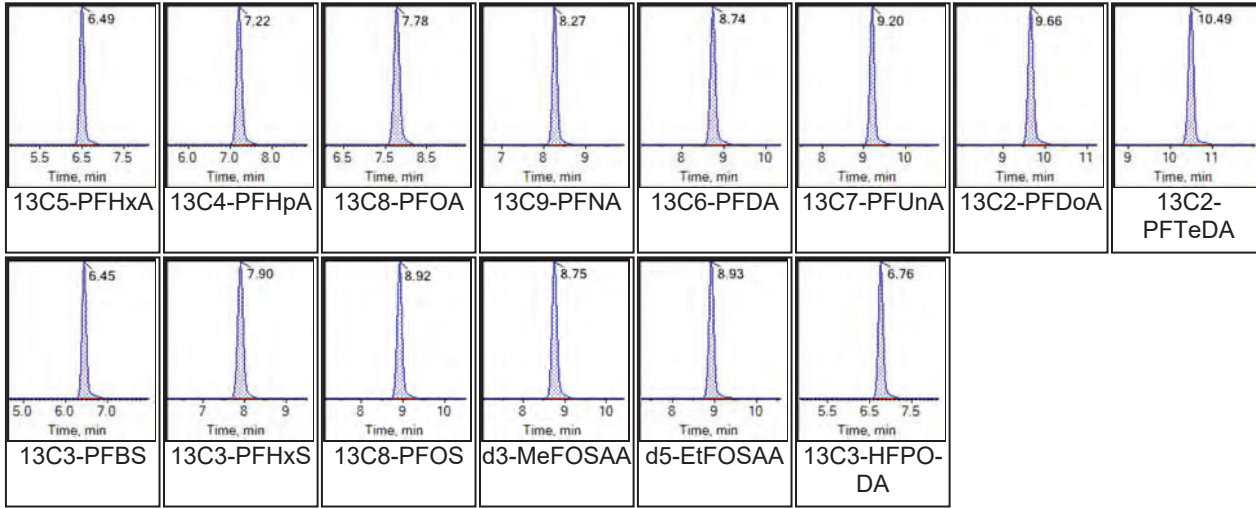 6.49 7.22 7.78 8.27 8.74 9.20 9.66 10.49
5.5 6.5 7.5 6.0 7.0 8.0 6.5 7.5 8.5 7 8 9 8 9 10 8 9 10 9 10 11 9 10 11
Time, min Time, min Time, min Time, min Time, min Time, min Time, min Time, min
13C5-PFHxA 13C4-PFHpA 13C8-PFOA 13C9-PFNA 13C6-PFDA 13C7-PFUnA 13C2-PFDoA 13C2-
PFTeDA
6.45 7.90 8.92 8.75 8.93 6.76
5.0 6.0 7.0 7 8 9 8 9 10 8 9 10 8 9 10 5.5 6.5 7.5
Time, min Time, min Time, min Time, min Time, min Time, min
13C3-PFBS 13C3-PFHxS 13C8-PFOS d3-MeFOSAA d5-EtFOSAA 13C3-HFPO-
DA